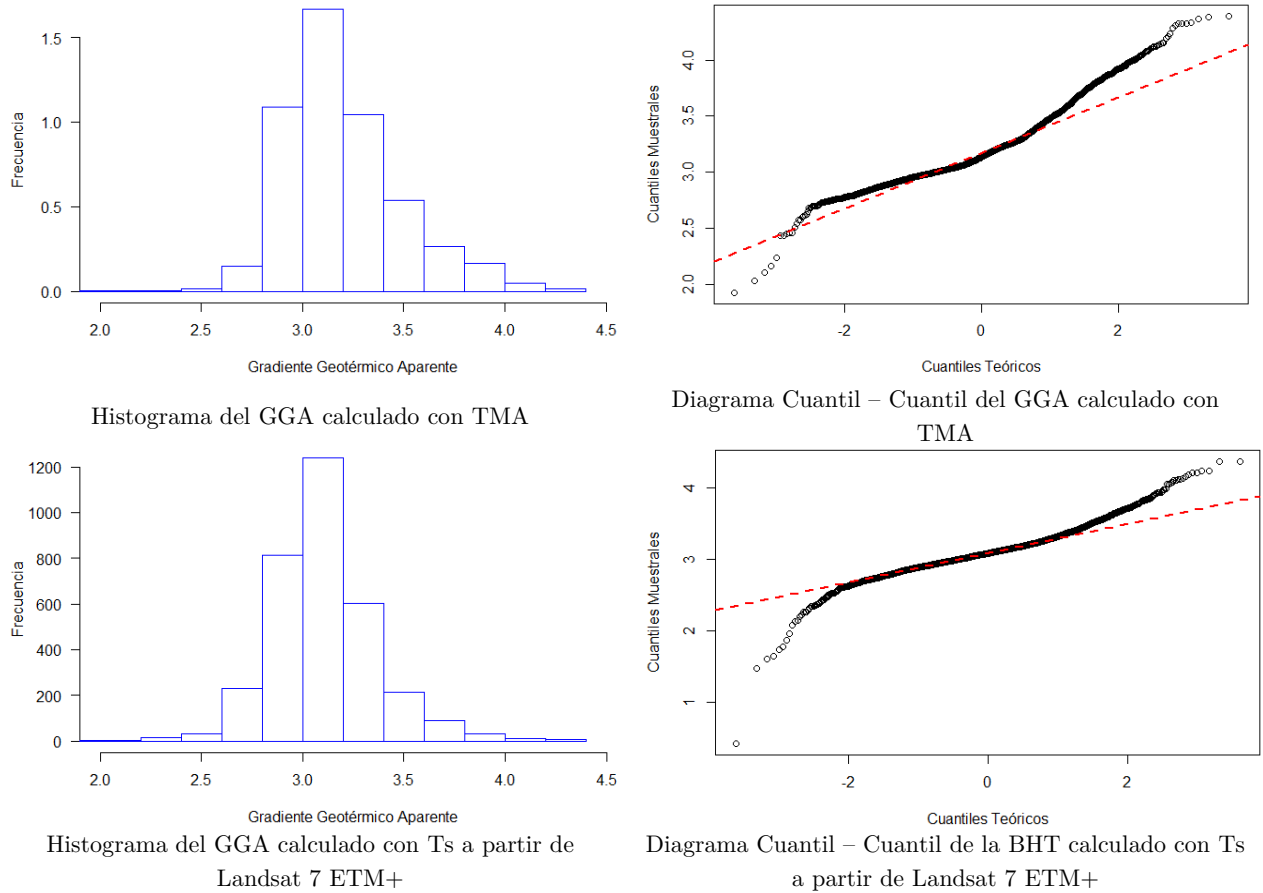 Frecuencia
0.0
0.5
1.0
1.5
2.0
2.5
3.0
3.5
4.0
4.5
Gradiente Geotérmico Aparente
Histograma del GGA calculado con TMA
Cuantiles Muestrales
2.0
2.5
3.0
3.5
4.0
-2
0
2
Cuantiles Teóricos
Diagrama Cuantil – Cuantil del GGA calculado con
TMA
Frecuencia
0
200
400
600
800
1000
1200
2.0
2.5
3.0
3.5
4.0
4.5
Gradiente Geotérmico Aparente
Histograma del GGA calculado con Ts a partir de
Landsat 7 ETM+
Cuantiles Muestrales
1
2
3
4
-2
0
2
Cuantiles Teóricos
Diagrama Cuantil – Cuantil de la BHT calculado con Ts
a partir de Landsat 7 ETM+